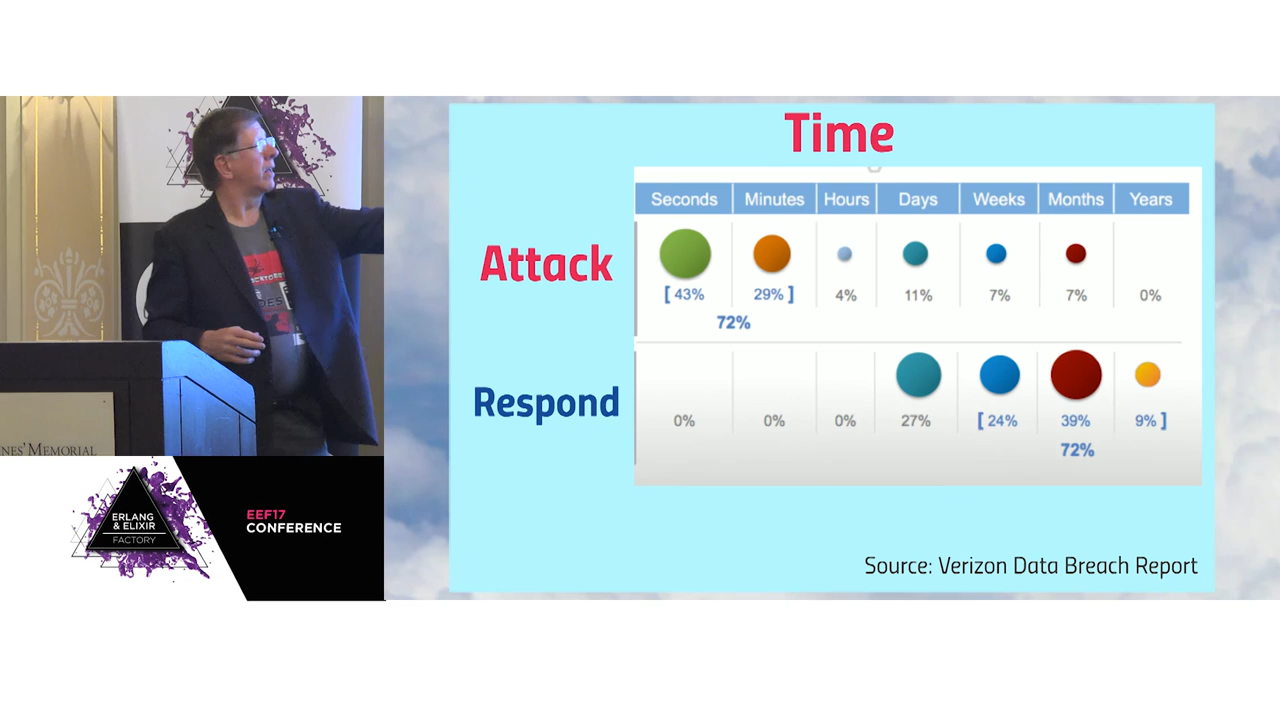 Time
Seconds Minutes Hours Days Weeks Months Years
Attack
[ 43% 29% ] 4% 11% 7% 7% 0%
72%
Respond
0% 0% 0% 27% [ 24% 39% 9% ]
72%
Source: Verizon Data Breach Report
NES' MEMORIAL
ERLANG
& ELIXIR
FACTORY
EEF17
CONFERENCE